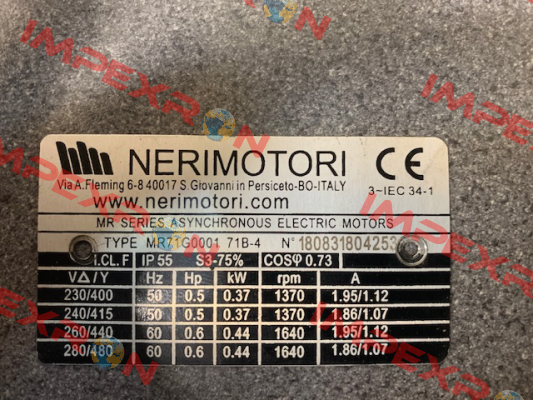 IMPEXRON
IMPEXRON
NERIMOTORI CE
Via A.Fleming 6-8 40017 S.Giovanni in Persiceto-BO-ITALY
3~IEC 34-1
www.nerimotori.com
MR SERIES ASYNCHRONOUS ELECTRIC MOTORS
TYPE MR71G0001 71B-4 N° 180831804253
I.CL.F IP 55 S3-75% COSφ 0.73
V△/Y Hz Hp kW rpm A
230/400 50 0.5 0.37 1370 1.95/1.12
240/415 50 0.5 0.37 1370 1.86/1.07
260/440 60 0.6 0.44 1640 1.95/1.12
280/480 60 0.6 0.44 1640 1.86/1.07
IMPEXRON
IMPEXRON